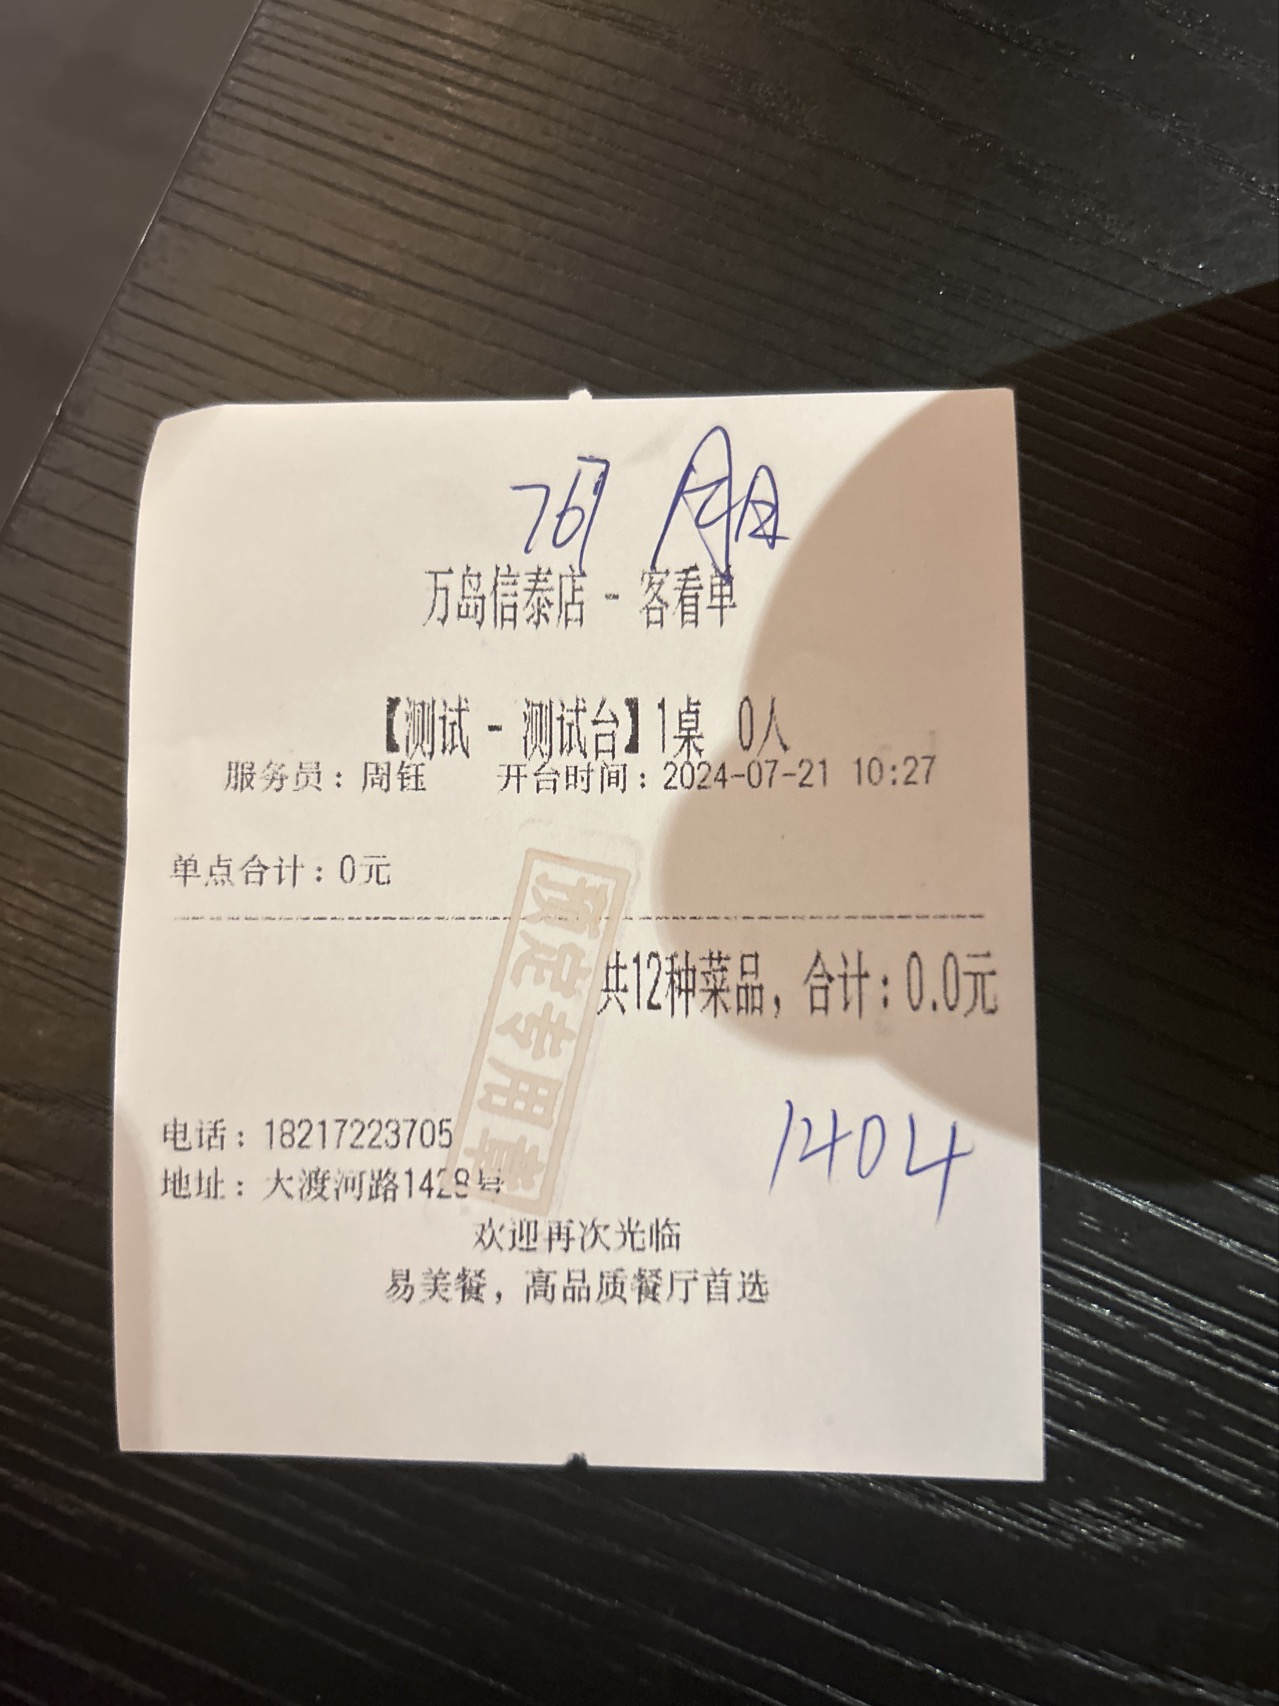 万岛信泰店 - 客看单
【测试 - 测试台】1桌 0人
服务员：周钰 开台时间：2024-07-21 10:27
单点合计：0元
预定专用章
共12种菜品，合计：0.0元
1404
电话：18217223705
地址：大渡河路1428号
欢迎再次光临
易美餐，高品质餐厅首选